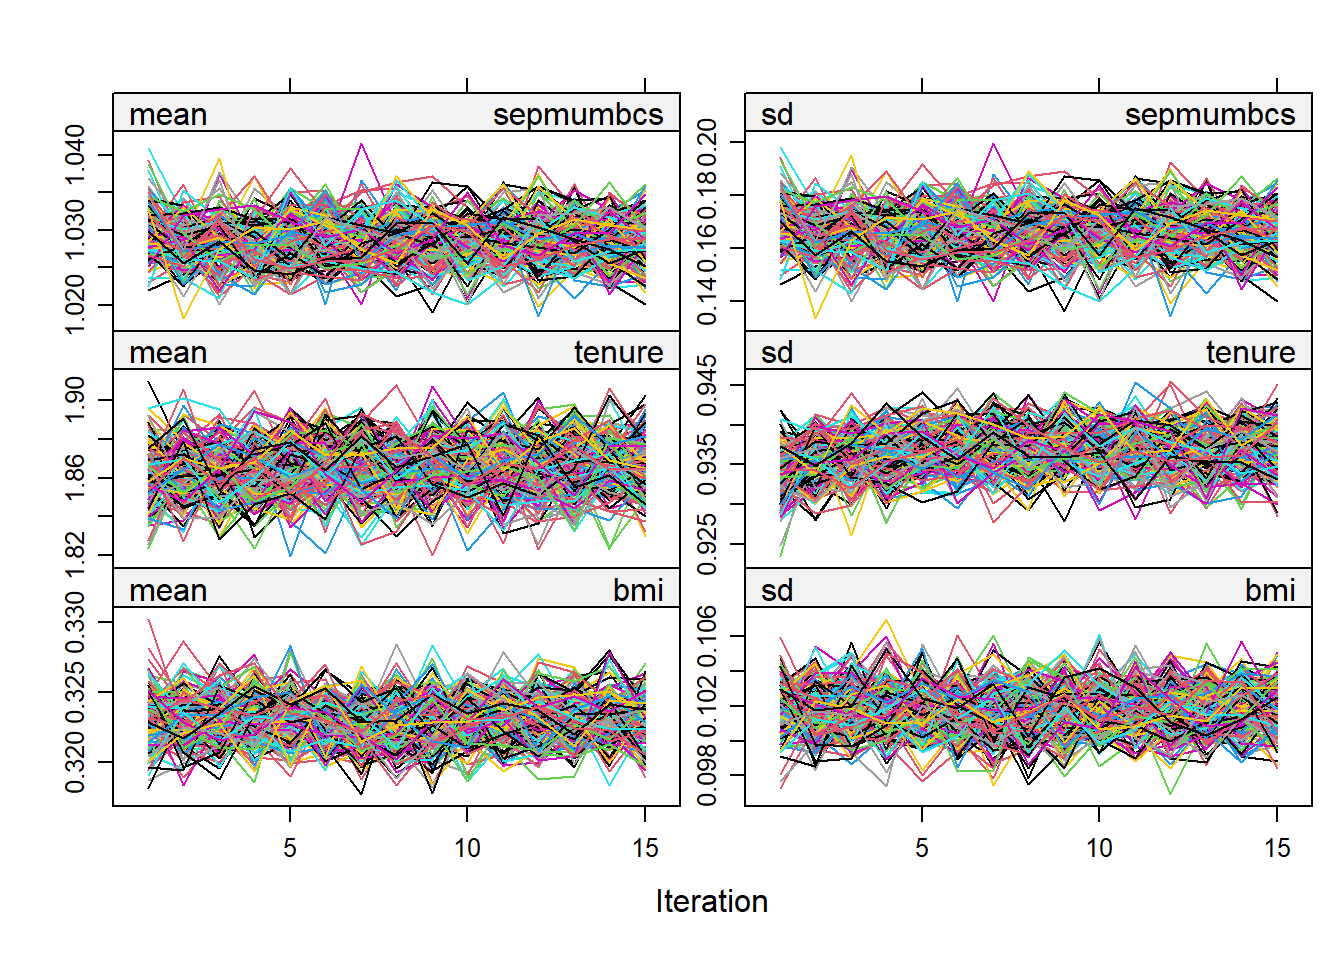 mean sepmumbcs
sd sepmumbcs
1.020 1.030 1.040
0.14 0.16 0.18 0.20
mean tenure
sd tenure
1.82 1.86 1.90
0.925 0.935 0.945
mean bmi
sd bmi
0.320 0.325 0.330
0.098 0.102 0.106
5 10 15
5 10 15
Iteration